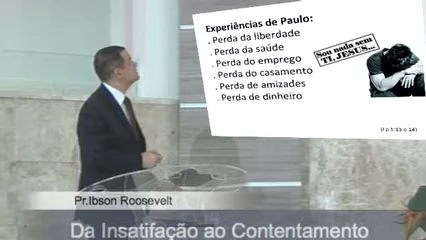 Experiências de Paulo:
. Perda da liberdade
. Perda da saúde
. Perda do emprego
. Perda do casamento
. Perda de amizades
. Perda de dinheiro
Sou nada sem
TI, JESUS...
Pr.Ibson Roosevelt
Da Insatifação ao Contentamento